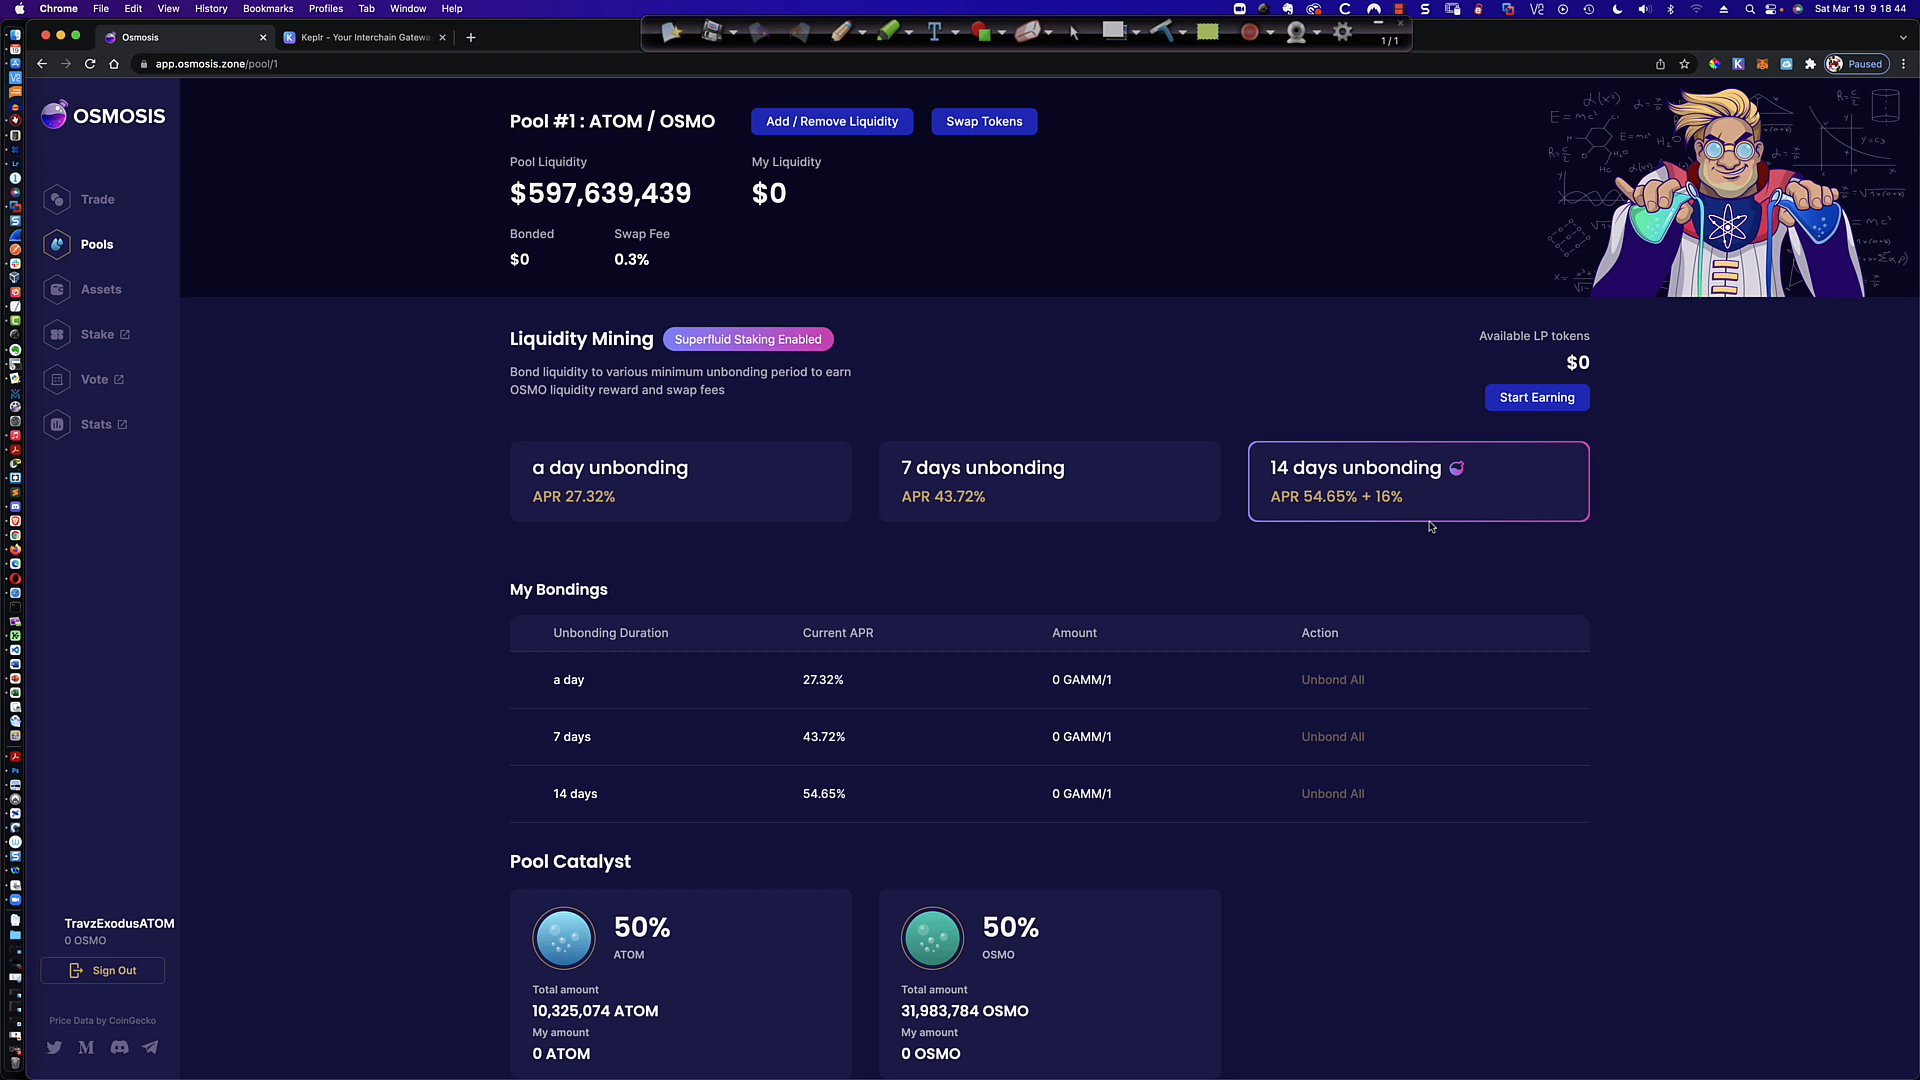 Chrome File Edit View History Bookmarks Profiles Tab Window Help
Sat Mar 19 9 18 44
Osmosis
Keplr - Your Interchain Gatewa
1 / 1
app.osmosis.zone/pool/1
Paused
OSMOSIS
Trade
Pools
Assets
Stake
Vote
Stats
TravzExodusATOM
0 OSMO
Sign Out
Price Data by CoinGecko
Pool #1 : ATOM / OSMO
Add / Remove Liquidity
Swap Tokens
Pool Liquidity
My Liquidity
$597,639,439
$0
Bonded
Swap Fee
$0
0.3%
Liquidity Mining
Superfluid Staking Enabled
Bond liquidity to various minimum unbonding period to earn
OSMO liquidity reward and swap fees
Available LP tokens
$0
Start Earning
a day unbonding
APR 27.32%
7 days unbonding
APR 43.72%
14 days unbonding
APR 54.65% + 16%
My Bondings
Unbonding Duration Current APR Amount Action
a day 27.32% 0 GAMM/1 Unbond All
7 days 43.72% 0 GAMM/1 Unbond All
14 days 54.65% 0 GAMM/1 Unbond All
Pool Catalyst
50%
ATOM
Total amount
10,325,074 ATOM
My amount
0 ATOM
50%
OSMO
Total amount
31,983,784 OSMO
My amount
0 OSMO